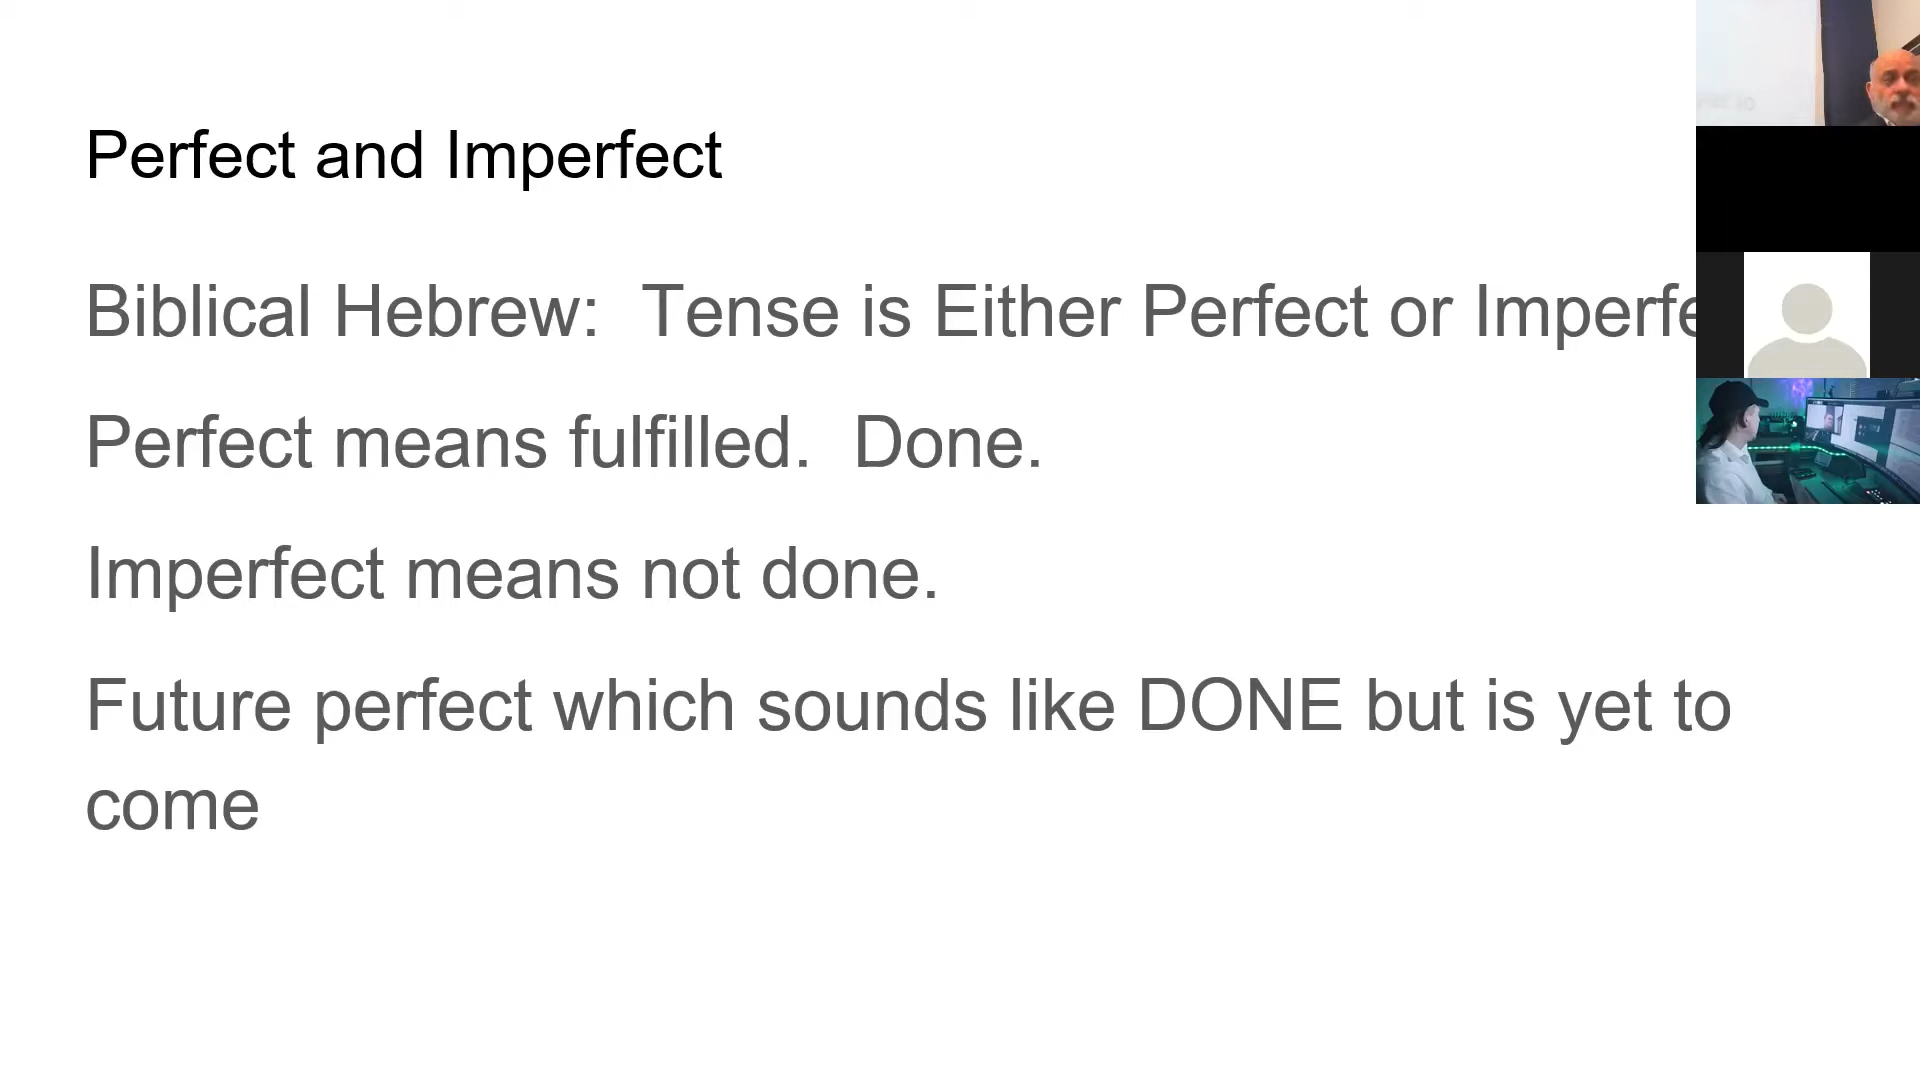 Perfect and Imperfect
Biblical Hebrew:  Tense is Either Perfect or Imperfe
Perfect means fulfilled.  Done.
Imperfect means not done.
Future perfect which sounds like DONE but is yet to
come